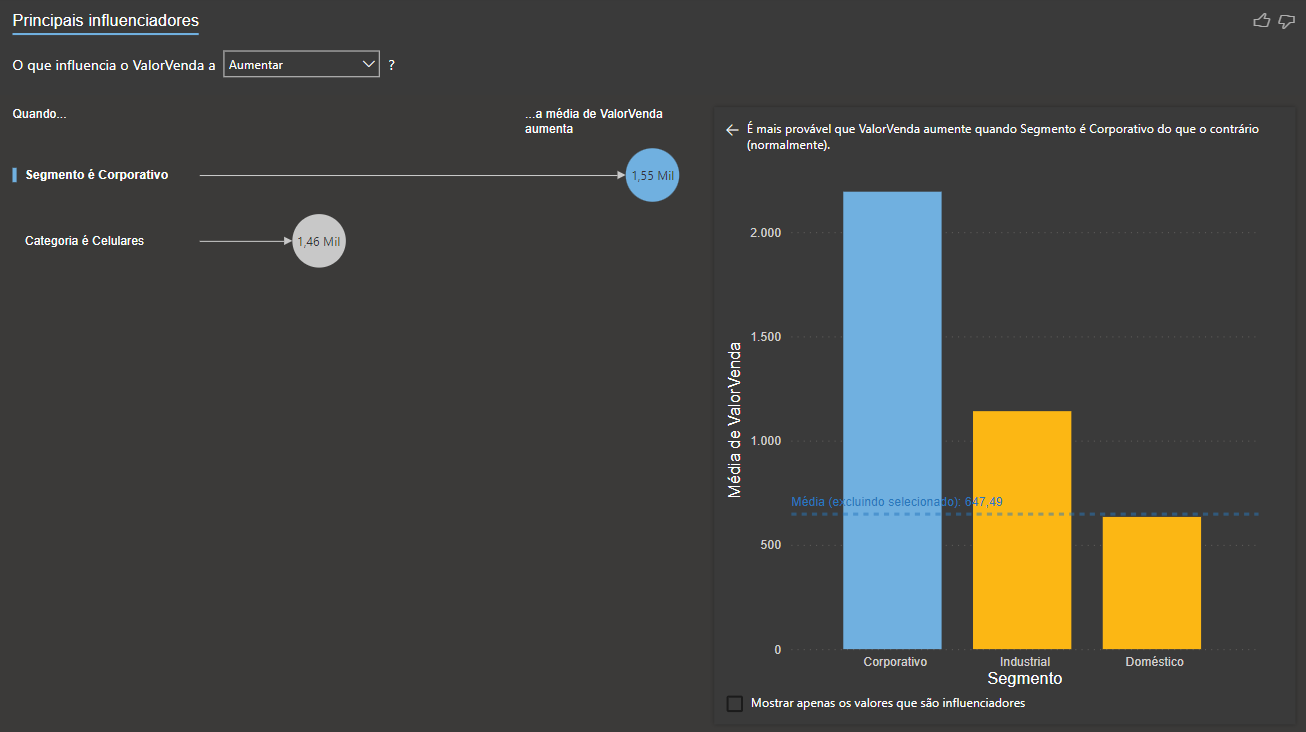 Principais influenciadores
O que influencia o ValorVenda a Aumentar ?
Quando...
...a média de ValorVenda
aumenta
Segmento é Corporativo
1,55 Mil
Categoria é Celulares
1,46 Mil
É mais provável que ValorVenda aumente quando Segmento é Corporativo do que o contrário
(normalmente).
Média de ValorVenda
2.000
1.500
1.000
500
0
Média (excluindo selecionado): 647,49
Corporativo
Industrial
Doméstico
Segmento
Mostrar apenas os valores que são influenciadores